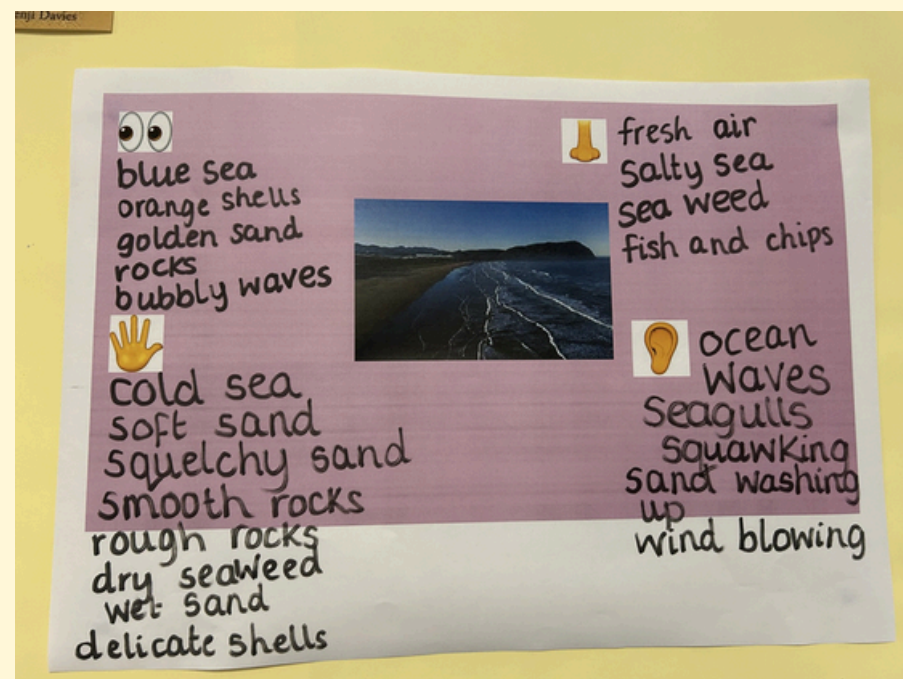 enji Davies
blue sea
orange shells
golden sand
rocks
bubbly waves
fresh air
salty sea
sea weed
fish and chips
cold sea
soft sand
squelchy sand
smooth rocks
rough rocks
dry seaweed
wet sand
delicate shells
ocean
waves
Seagulls
squawking
sand washing
up
wind blowing